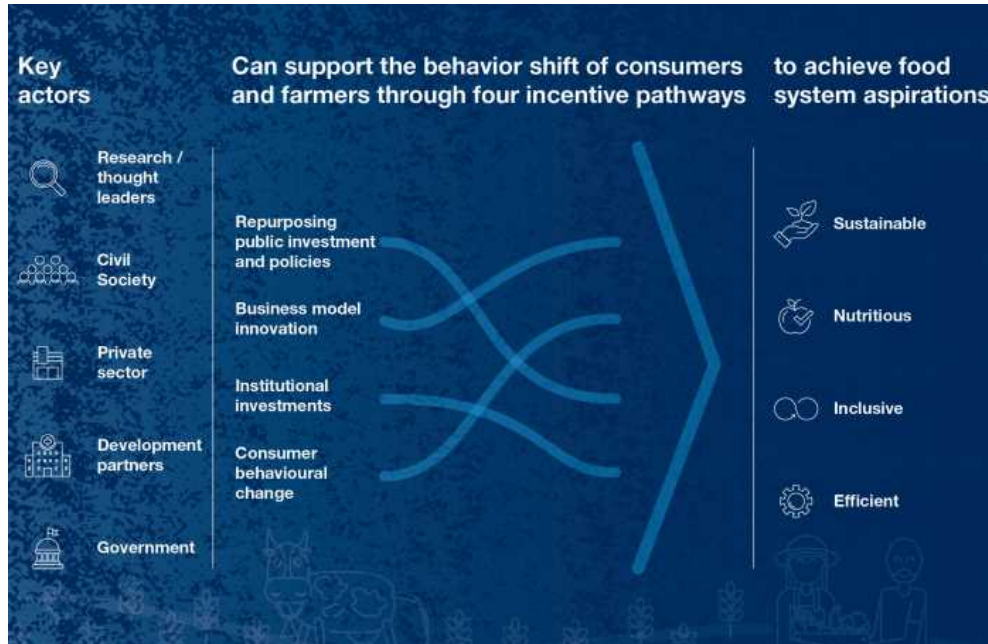 Key
actors
Research /
thought
leaders
Civil
Society
Private
sector
Development
partners
Government
Can support the behavior shift of consumers
and farmers through four incentive pathways
Repurposing
public investment
and policies
Business model
innovation
Institutional
investments
Consumer
behavioural
change
to achieve food
system aspirations
Sustainable
Nutritious
Inclusive
Efficient